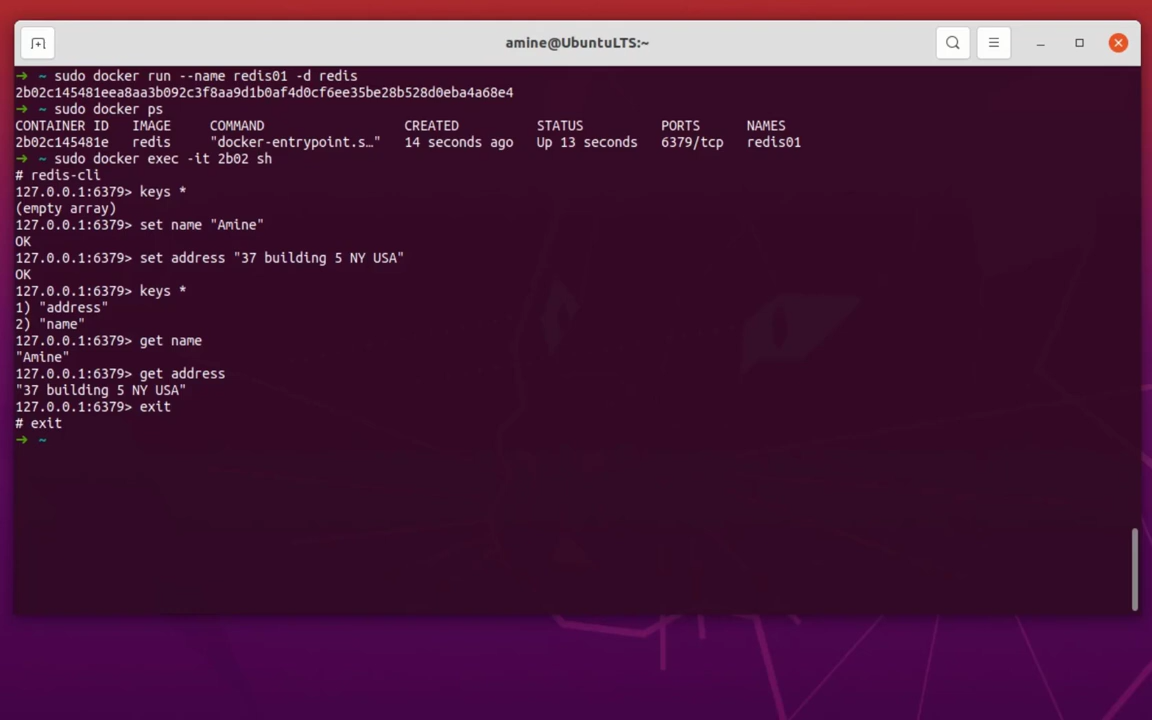 amine@UbuntuLTS:~
→ ~ sudo docker run --name redis01 -d redis
2b02c145481eea8aa3b092c3f8aa9d1b0af4d0cf6ee35be28b528d0eba4a68e4
→ ~ sudo docker ps
CONTAINER ID IMAGE COMMAND CREATED STATUS PORTS NAMES
2b02c145481e redis "docker-entrypoint.s…" 14 seconds ago Up 13 seconds 6379/tcp redis01
→ ~ sudo docker exec -it 2b02 sh
# redis-cli
127.0.0.1:6379> keys *
(empty array)
127.0.0.1:6379> set name "Amine"
OK
127.0.0.1:6379> set address "37 building 5 NY USA"
OK
127.0.0.1:6379> keys *
1) "address"
2) "name"
127.0.0.1:6379> get name
"Amine"
127.0.0.1:6379> get address
"37 building 5 NY USA"
127.0.0.1:6379> exit
# exit
→ ~